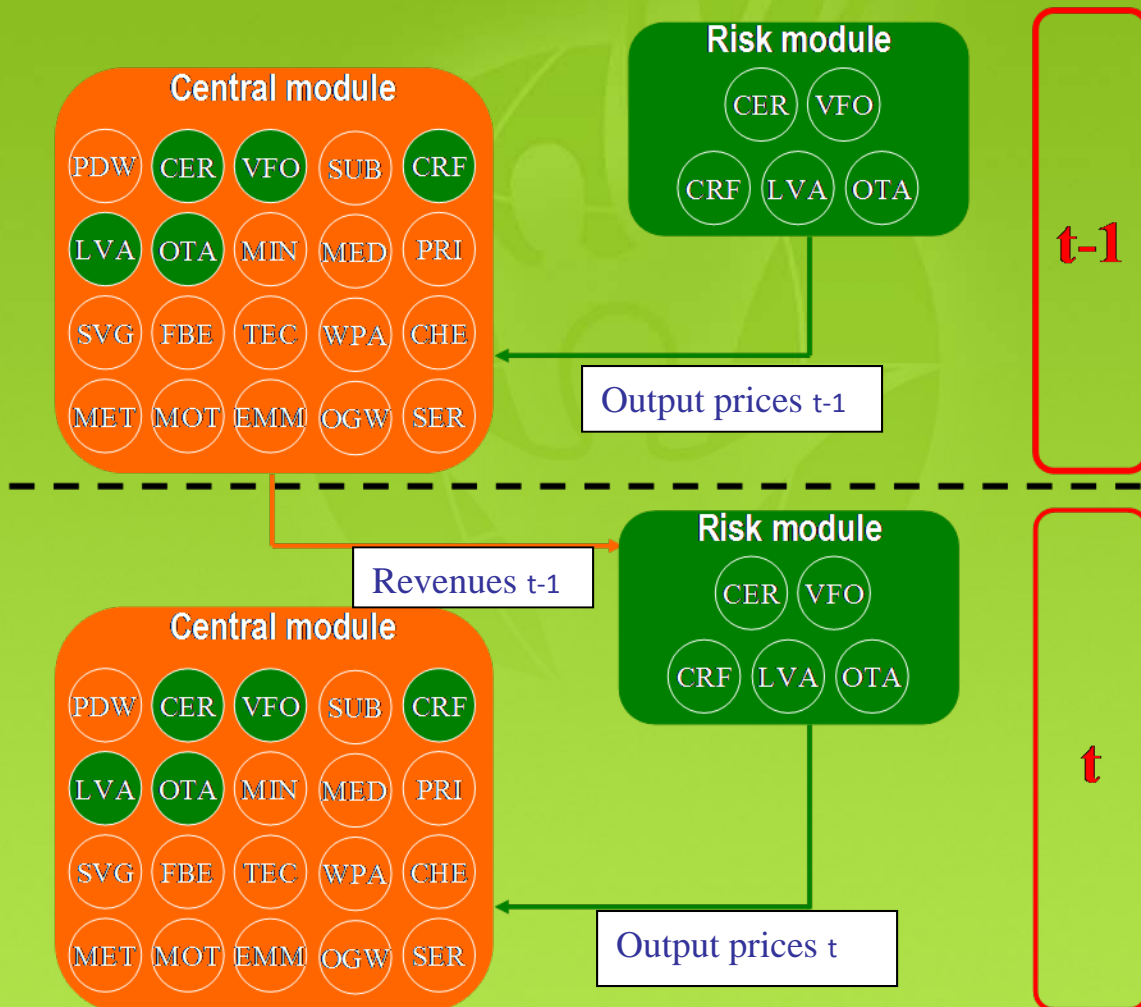 Risk module
Central module
CER VFO
PDW CER VFO SUB CRF
CRF LVA OTA
LVA OTA MIN MED PRI
t-1
SVG FBE TEC WPA CHE
Output prices t-1
MET MOT EMM OGW SER
Risk module
Revenues t-1
CER VFO
Central module
CRF LVA OTA
PDW CER VFO SUB CRF
t
LVA OTA MIN MED PRI
SVG FBE TEC WPA CHE
Output prices t
MET MOT EMM OGW SER